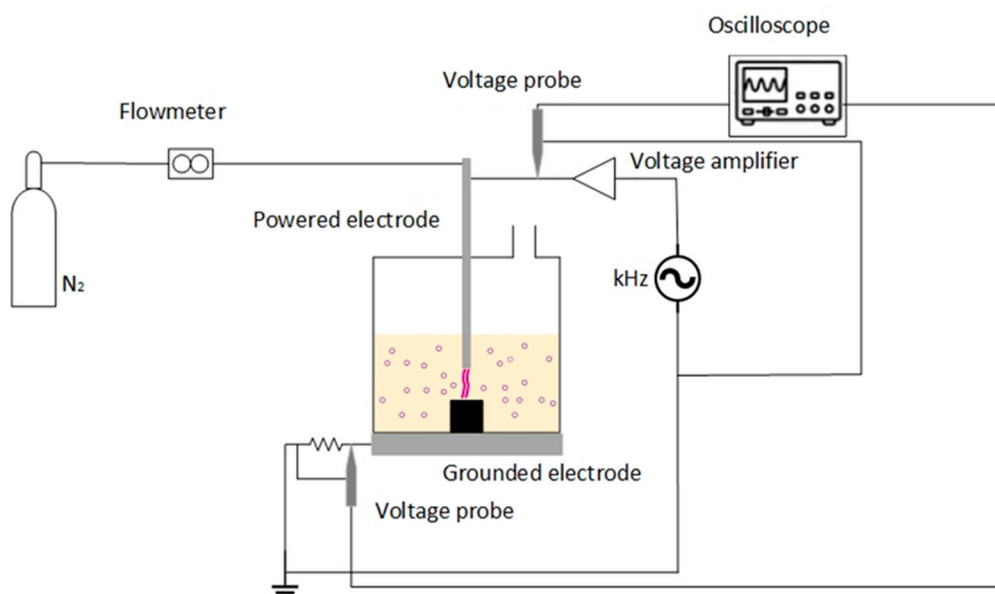 Oscilloscope
Voltage probe
Flowmeter
Voltage amplifier
Powered electrode
N₂
kHz
Grounded electrode
Voltage probe